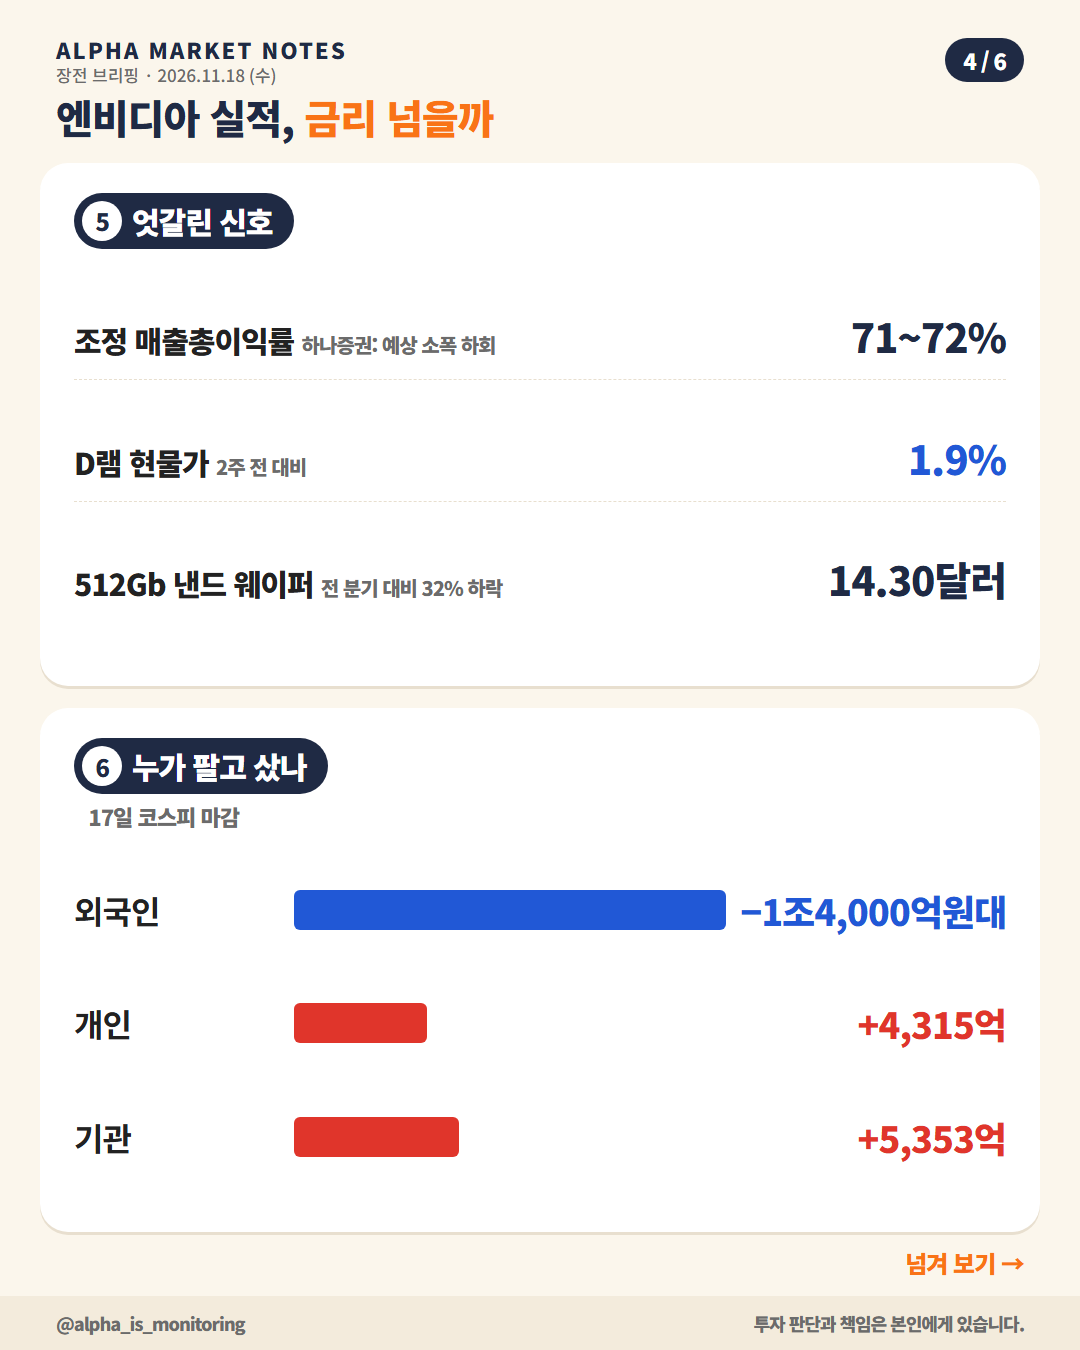 ALPHA MARKET NOTES
장전 브리핑 · 2026.11.18 (수)
4 / 6
엔비디아 실적, 금리 넘을까
5 엇갈린 신호
조정 매출총이익률 하나증권: 예상 소폭 하회 71~72%
D램 현물가 2주 전 대비 1.9%
512Gb 낸드 웨이퍼 전 분기 대비 32% 하락 14.30달러
6 누가 팔고 샀나
17일 코스피 마감
외국인 −1조4,000억원대
개인 +4,315억
기관 +5,353억
넘겨 보기 →
@alpha_is_monitoring
투자 판단과 책임은 본인에게 있습니다.